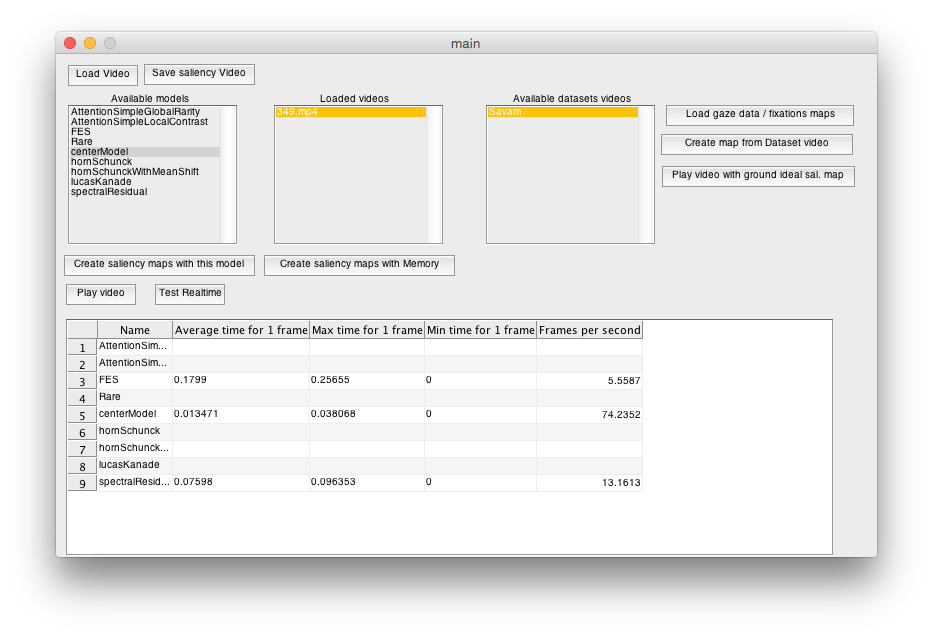 main
Load Video Save saliency Video
Available models Loaded videos Available datasets videos
AttentionSimpleGlobalRarity 349.mp4 Savam Load gaze data / fixations maps
AttentionSimpleLocalContrast
FES
Rare Create map from Dataset video
centerModel
hornSchunck
hornSchunckWithMeanShift Play video with ground ideal sal. map
lucasKanade
spectralResidual
Create saliency maps with this model Create saliency maps with Memory
Play video Test Realtime
Name Average time for 1 frame Max time for 1 frame Min time for 1 frame Frames per second
1 AttentionSim...
2 AttentionSim...
3 FES 0.1799 0.25655 0 5.5587
4 Rare
5 centerModel 0.013471 0.038068 0 74.2352
6 hornSchunck
7 hornSchunck...
8 lucasKanade
9 spectralResid... 0.07598 0.096353 0 13.1613